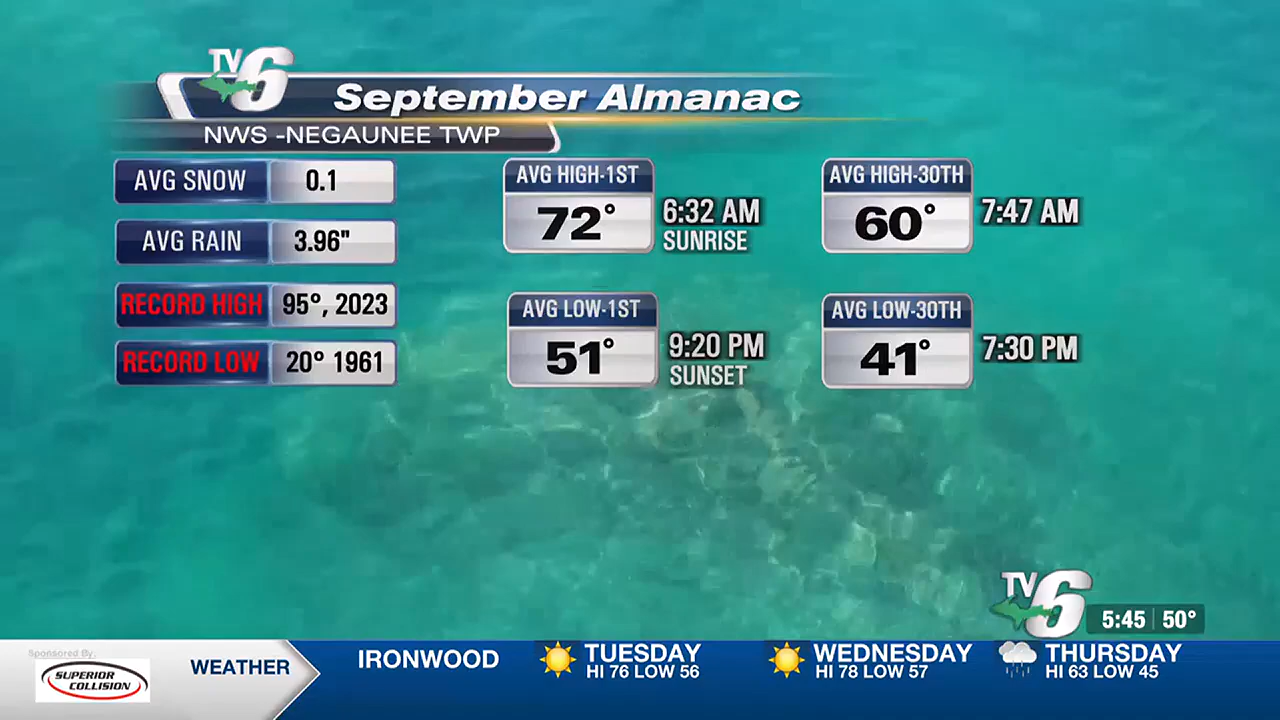 TV6
September Almanac
NWS -NEGAUNEE TWP
AVG SNOW 0.1
AVG RAIN 3.96"
RECORD HIGH 95°, 2023
RECORD LOW 20° 1961
AVG HIGH-1ST
72°
6:32 AM
SUNRISE
AVG HIGH-30TH
60°
7:47 AM
AVG LOW-1ST
51°
9:20 PM
SUNSET
AVG LOW-30TH
41°
7:30 PM
TV6
5:45 50°
Sponsored By:
SUPERIOR
COLLISION
WEATHER
IRONWOOD
TUESDAY
HI 76 LOW 56
WEDNESDAY
HI 78 LOW 57
THURSDAY
HI 63 LOW 45